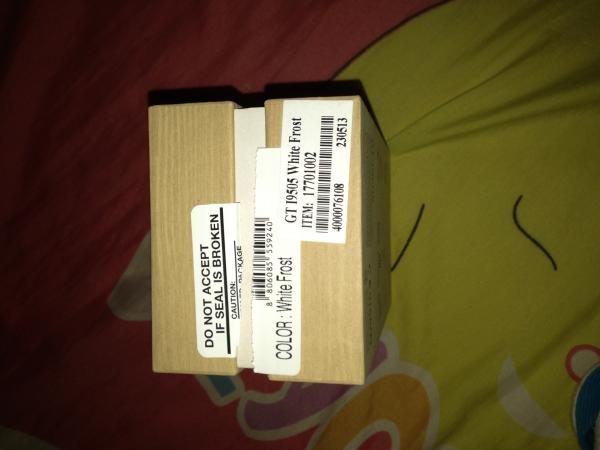 DO NOT ACCEPT
IF SEAL IS BROKEN
CAUTION:
PACKAGE
8 806085 559240
COLOR : White Frost
GT I9505 White Frost
ITEM: 17701002
4000076108
230513